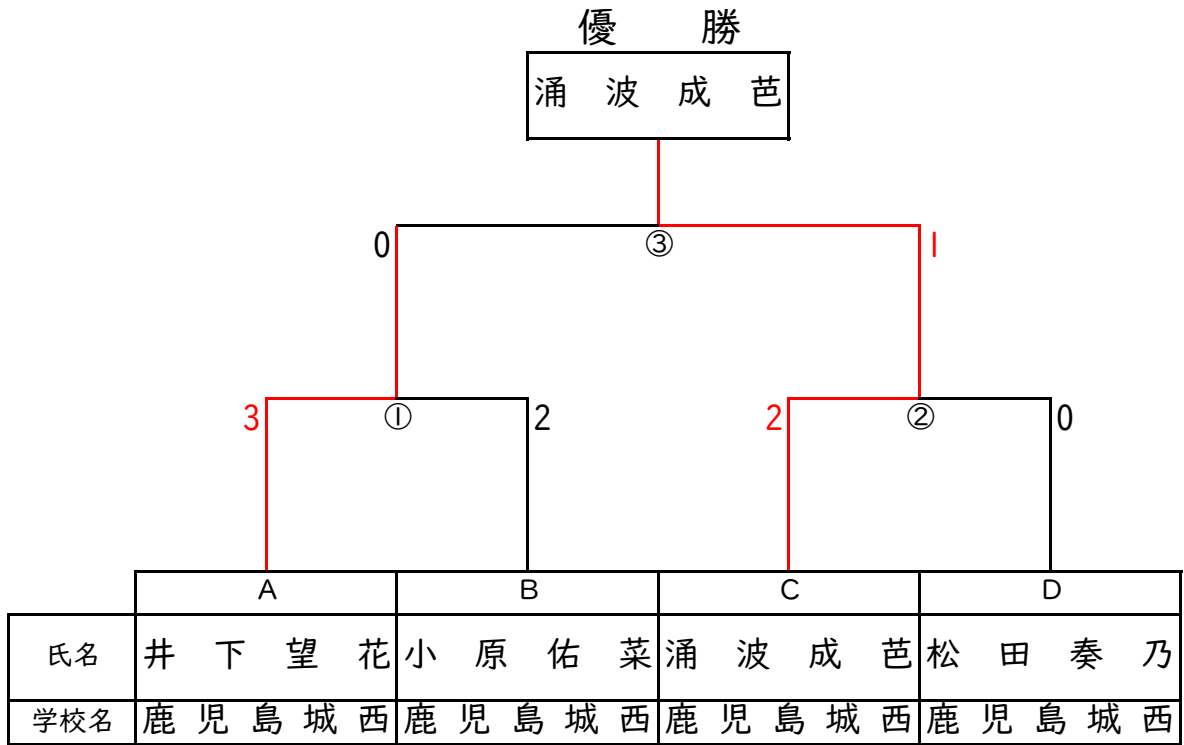 優 勝
涌 波 成 芭
0 ③ 1
3 ① 2 2 ② 0
A B C D
氏名 井 下 望 花 小 原 佑 菜 涌 波 成 芭 松 田 奏 乃
学校名 鹿 児 島 城 西 鹿 児 島 城 西 鹿 児 島 城 西 鹿 児 島 城 西